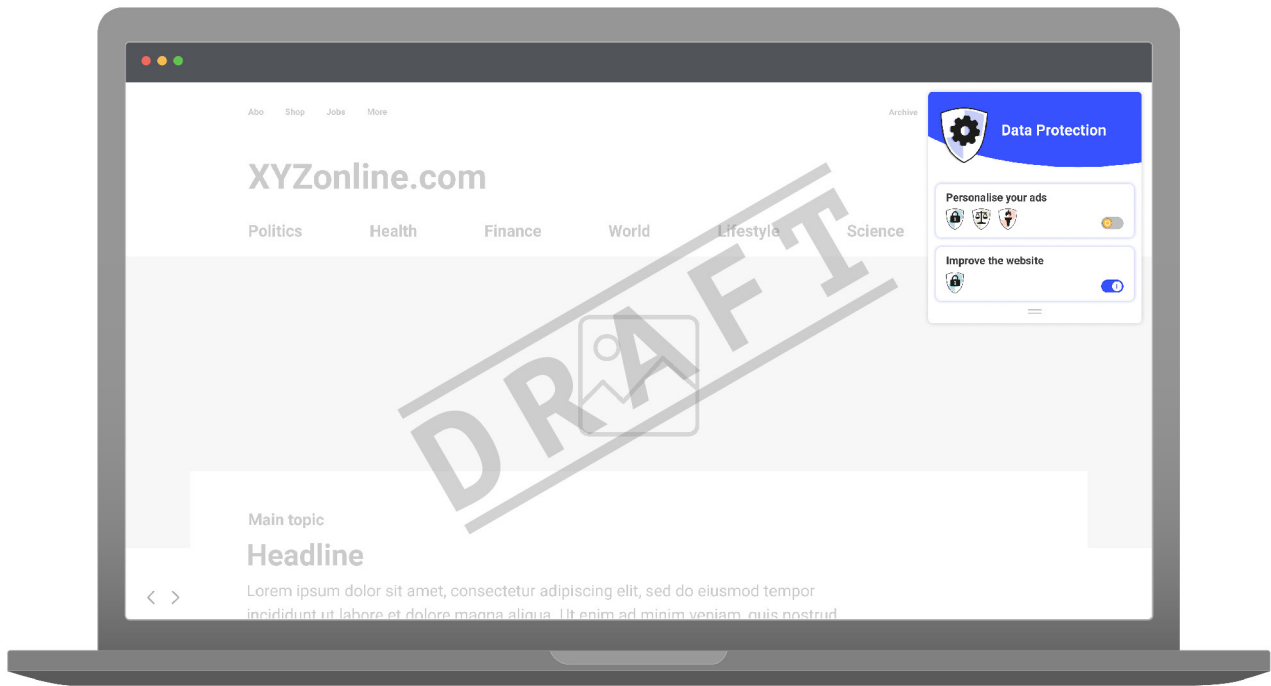 Abo Shop Jobs More Archive
Data Protection
XYZonline.com
Politics Health Finance World Lifestyle Science
Personalise your ads
Improve the website
DRAFT
Main topic
Headline
Lorem ipsum dolor sit amet, consectetur adipiscing elit, sed do eiusmod tempor
incididunt ut labore et dolore magna aliqua. Ut enim ad minim veniam, quis nostrud